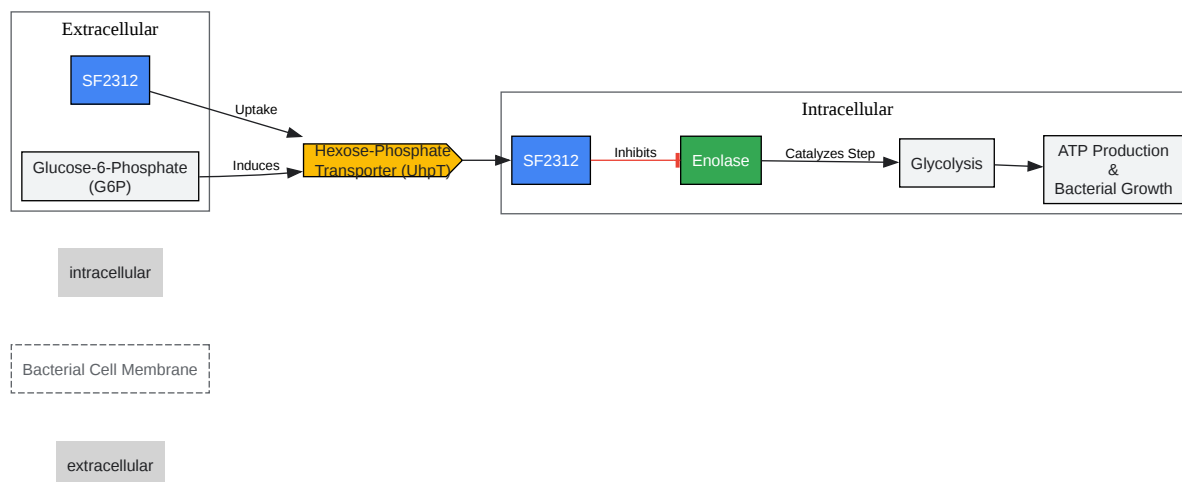 Extracellular
SF2312
Uptake
Glucose-6-Phosphate
(G6P)
Induces
Hexose-Phosphate
Transporter (UhpT)
Intracellular
SF2312
Inhibits
Enolase
Catalyzes Step
Glycolysis
ATP Production
&
Bacterial Growth
intracellular
Bacterial Cell Membrane
extracellular